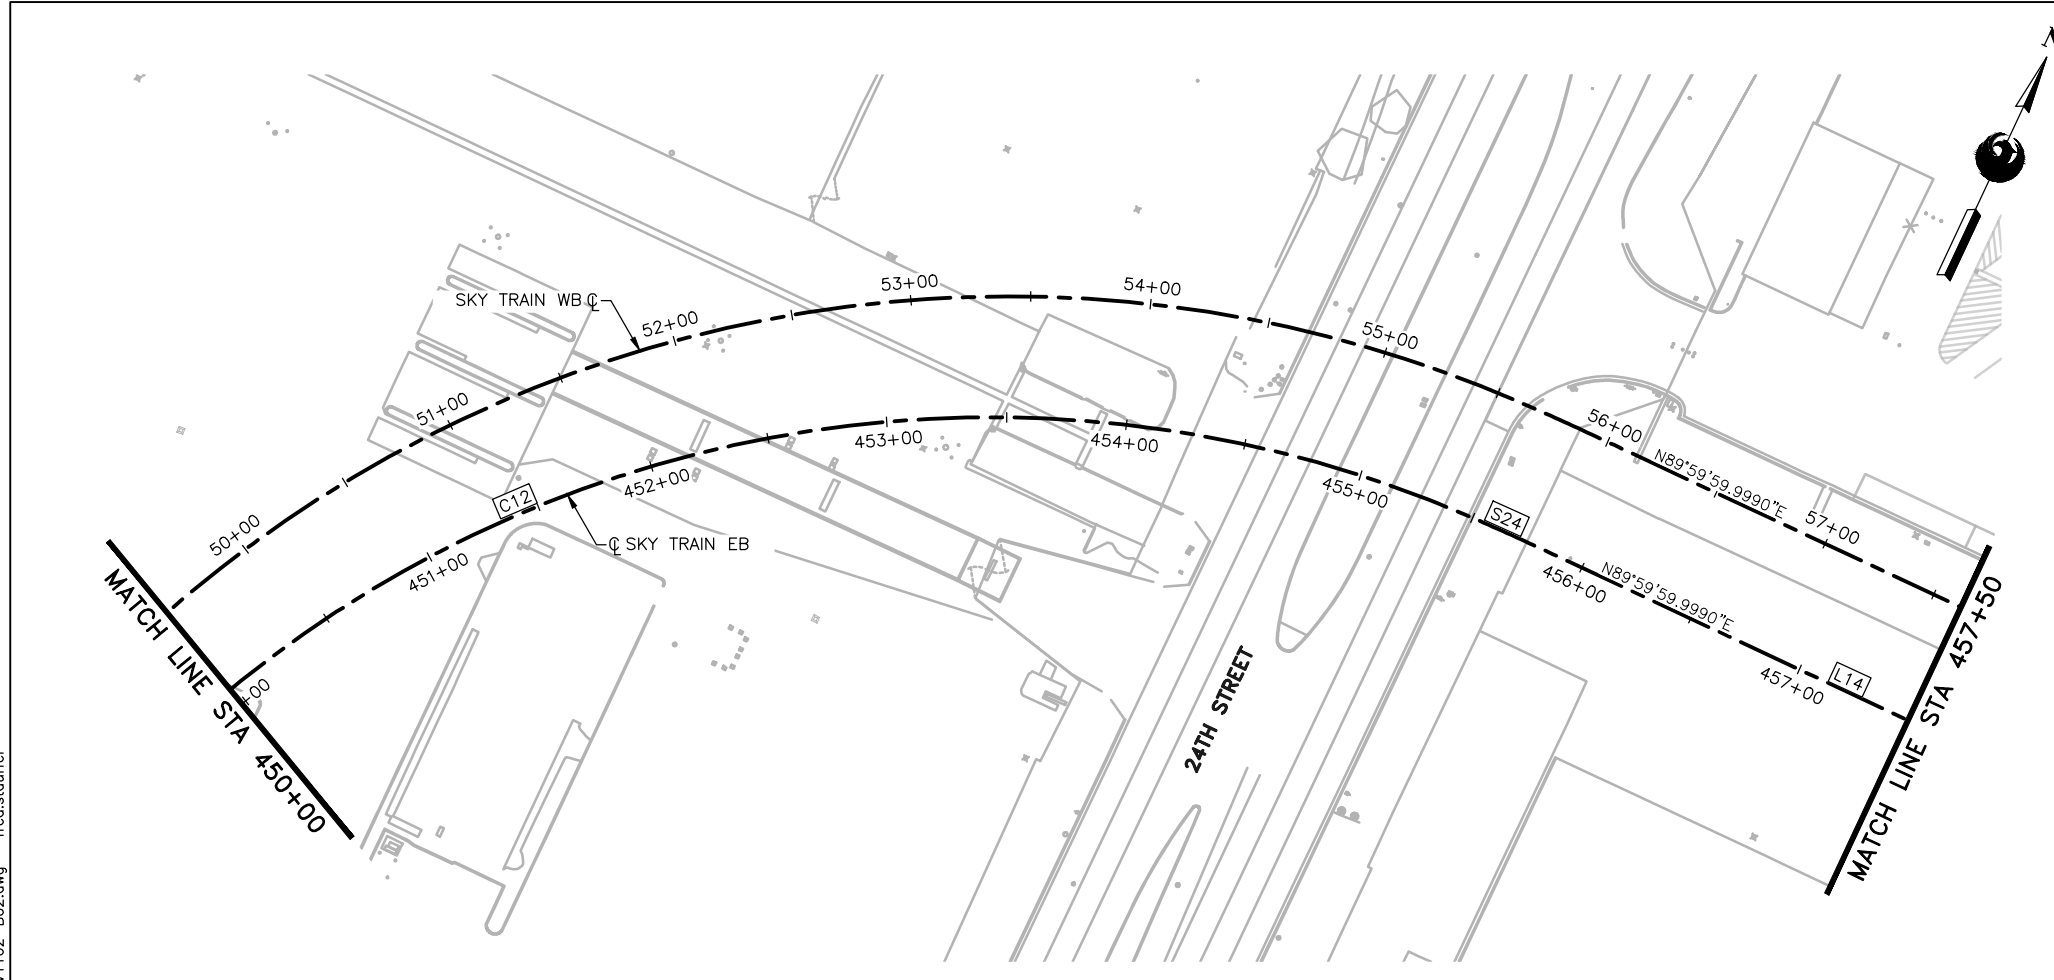 53+00
54+00
SKY TRAIN WB ℄
52+00
55+00
51+00
56+00
453+00
454+00
N89°59'59.9990"E
452+00
455+00
C12
57+00
S24
50+00
℄ SKY TRAIN EB
451+00
456+00
N89°59'59.9990"E
457+00
L14
24TH STREET
+00
MATCH LINE STA 450+00
MATCH LINE STA 457+50